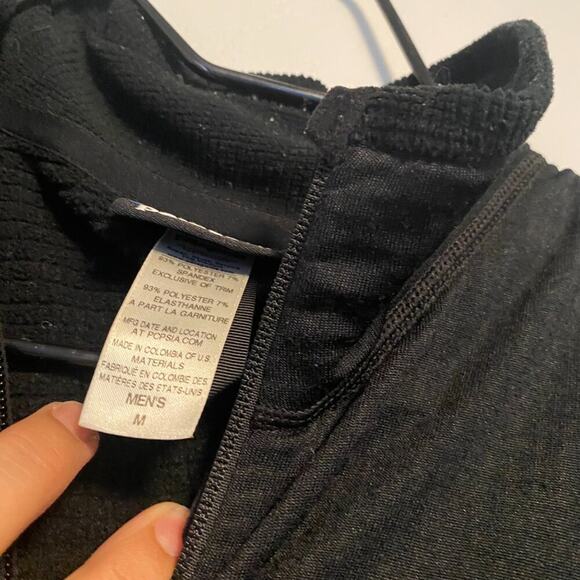 93% POLYESTER 7%
SPANDEX
EXCLUSIVE OF TRIM
93% POLYESTER 7%
ELASTHANNE
A PART LA GARNITURE
MFG DATE AND LOCATION
AT PCPSIA.COM
MADE IN COLOMBIA OF U.S.
MATERIALS
FABRIQUÉ EN COLOMBIE DES
MATIÈRES DES ETATS-UNIS
MEN'S
M